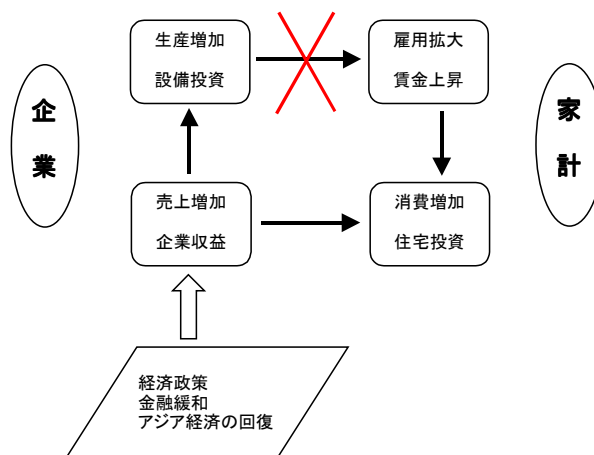 生産増加
設備投資
雇用拡大
賃金上昇
企
業
家
計
売上増加
企業収益
消費増加
住宅投資
経済政策
金融緩和
アジア経済の回復